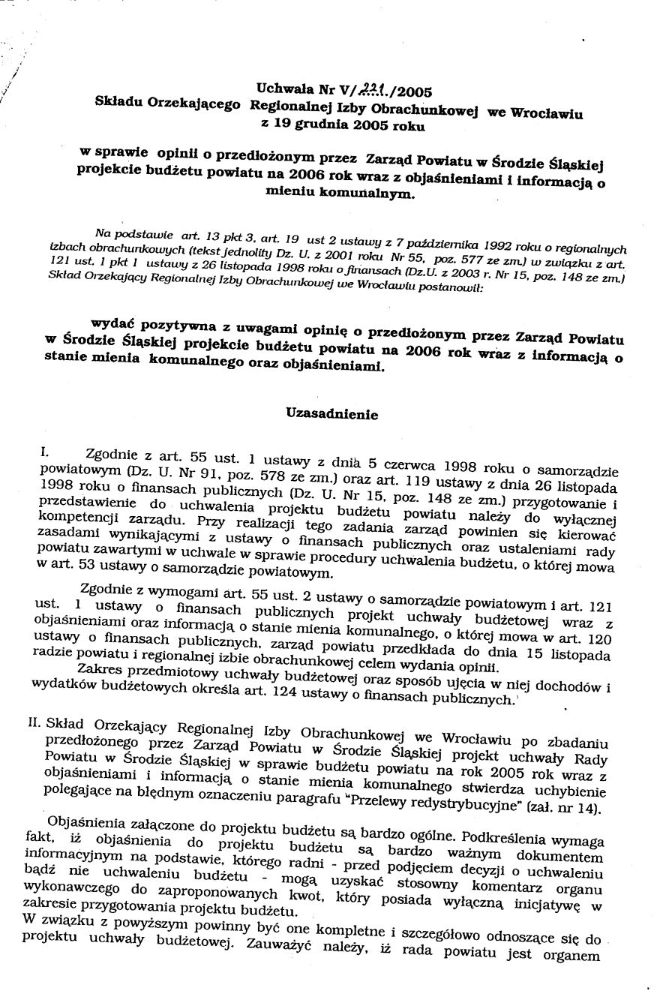 Uchwała Nr V/.221./2005
Składu Orzekającego Regionalnej Izby Obrachunkowej we Wrocławiu
z 19 grudnia 2005 roku
w sprawie opinii o przedłożonym przez Zarząd Powiatu w Środzie Śląskiej
projekcie budżetu powiatu na 2006 rok wraz z objaśnieniami i informacją o
mieniu komunalnym.
Na podstawie art. 13 pkt 3, art. 19 ust 2 ustawy z 7 października 1992 roku o regionalnych
izbach obrachunkowych (tekst jednolity Dz. U. z 2001 roku Nr 55, poz. 577 ze zm.) w związku z art.
121 ust. 1 pkt 1 ustawy z 26 listopada 1998 roku o finansach (Dz.U. z 2003 r. Nr 15, poz. 148 ze zm.)
Skład Orzekający Regionalnej Izby Obrachunkowej we Wrocławiu postanowił:
wydać pozytywna z uwagami opinię o przedłożonym przez Zarząd Powiatu
w Środzie Śląskiej projekcie budżetu powiatu na 2006 rok wraz z informacją o
stanie mienia komunalnego oraz objaśnieniami.
Uzasadnienie
I. Zgodnie z art. 55 ust. 1 ustawy z dnia 5 czerwca 1998 roku o samorządzie
powiatowym (Dz. U. Nr 91, poz. 578 ze zm.) oraz art. 119 ustawy z dnia 26 listopada
1998 roku o finansach publicznych (Dz. U. Nr 15, poz. 148 ze zm.) przygotowanie i
przedstawienie do uchwalenia projektu budżetu powiatu należy do wyłącznej
kompetencji zarządu. Przy realizacji tego zadania zarząd powinien się kierować
zasadami wynikającymi z ustawy o finansach publicznych oraz ustaleniami rady
powiatu zawartymi w uchwale w sprawie procedury uchwalenia budżetu, o której mowa
w art. 53 ustawy o samorządzie powiatowym.
Zgodnie z wymogami art. 55 ust. 2 ustawy o samorządzie powiatowym i art. 121
ust. 1 ustawy o finansach publicznych projekt uchwały budżetowej wraz z
objaśnieniami oraz informacją o stanie mienia komunalnego, o której mowa w art. 120
ustawy o finansach publicznych, zarząd powiatu przedkłada do dnia 15 listopada
radzie powiatu i regionalnej izbie obrachunkowej celem wydania opinii.
Zakres przedmiotowy uchwały budżetowej oraz sposób ujęcia w niej dochodów i
wydatków budżetowych określa art. 124 ustawy o finansach publicznych.
II. Skład Orzekający Regionalnej Izby Obrachunkowej we Wrocławiu po zbadaniu
przedłożonego przez Zarząd Powiatu w Środzie Śląskiej projekt uchwały Rady
Powiatu w Środzie Śląskiej w sprawie budżetu powiatu na rok 2005 rok wraz z
objaśnieniami i informacją o stanie mienia komunalnego stwierdza uchybienie
polegające na błędnym oznaczeniu paragrafu "Przelewy redystrybucyjne" (zał. nr 14).
Objaśnienia załączone do projektu budżetu są bardzo ogólne. Podkreślenia wymaga
fakt, iż objaśnienia do projektu budżetu są bardzo ważnym dokumentem
informacyjnym na podstawie, którego radni - przed podjęciem decyzji o uchwaleniu
bądź nie uchwaleniu budżetu - mogą uzyskać stosowny komentarz organu
wykonawczego do zaproponowanych kwot, który posiada wyłączną inicjatywę w
zakresie przygotowania projektu budżetu.
W związku z powyższym powinny być one kompletne i szczegółowo odnoszące się do
projektu uchwały budżetowej. Zauważyć należy, iż rada powiatu jest organem